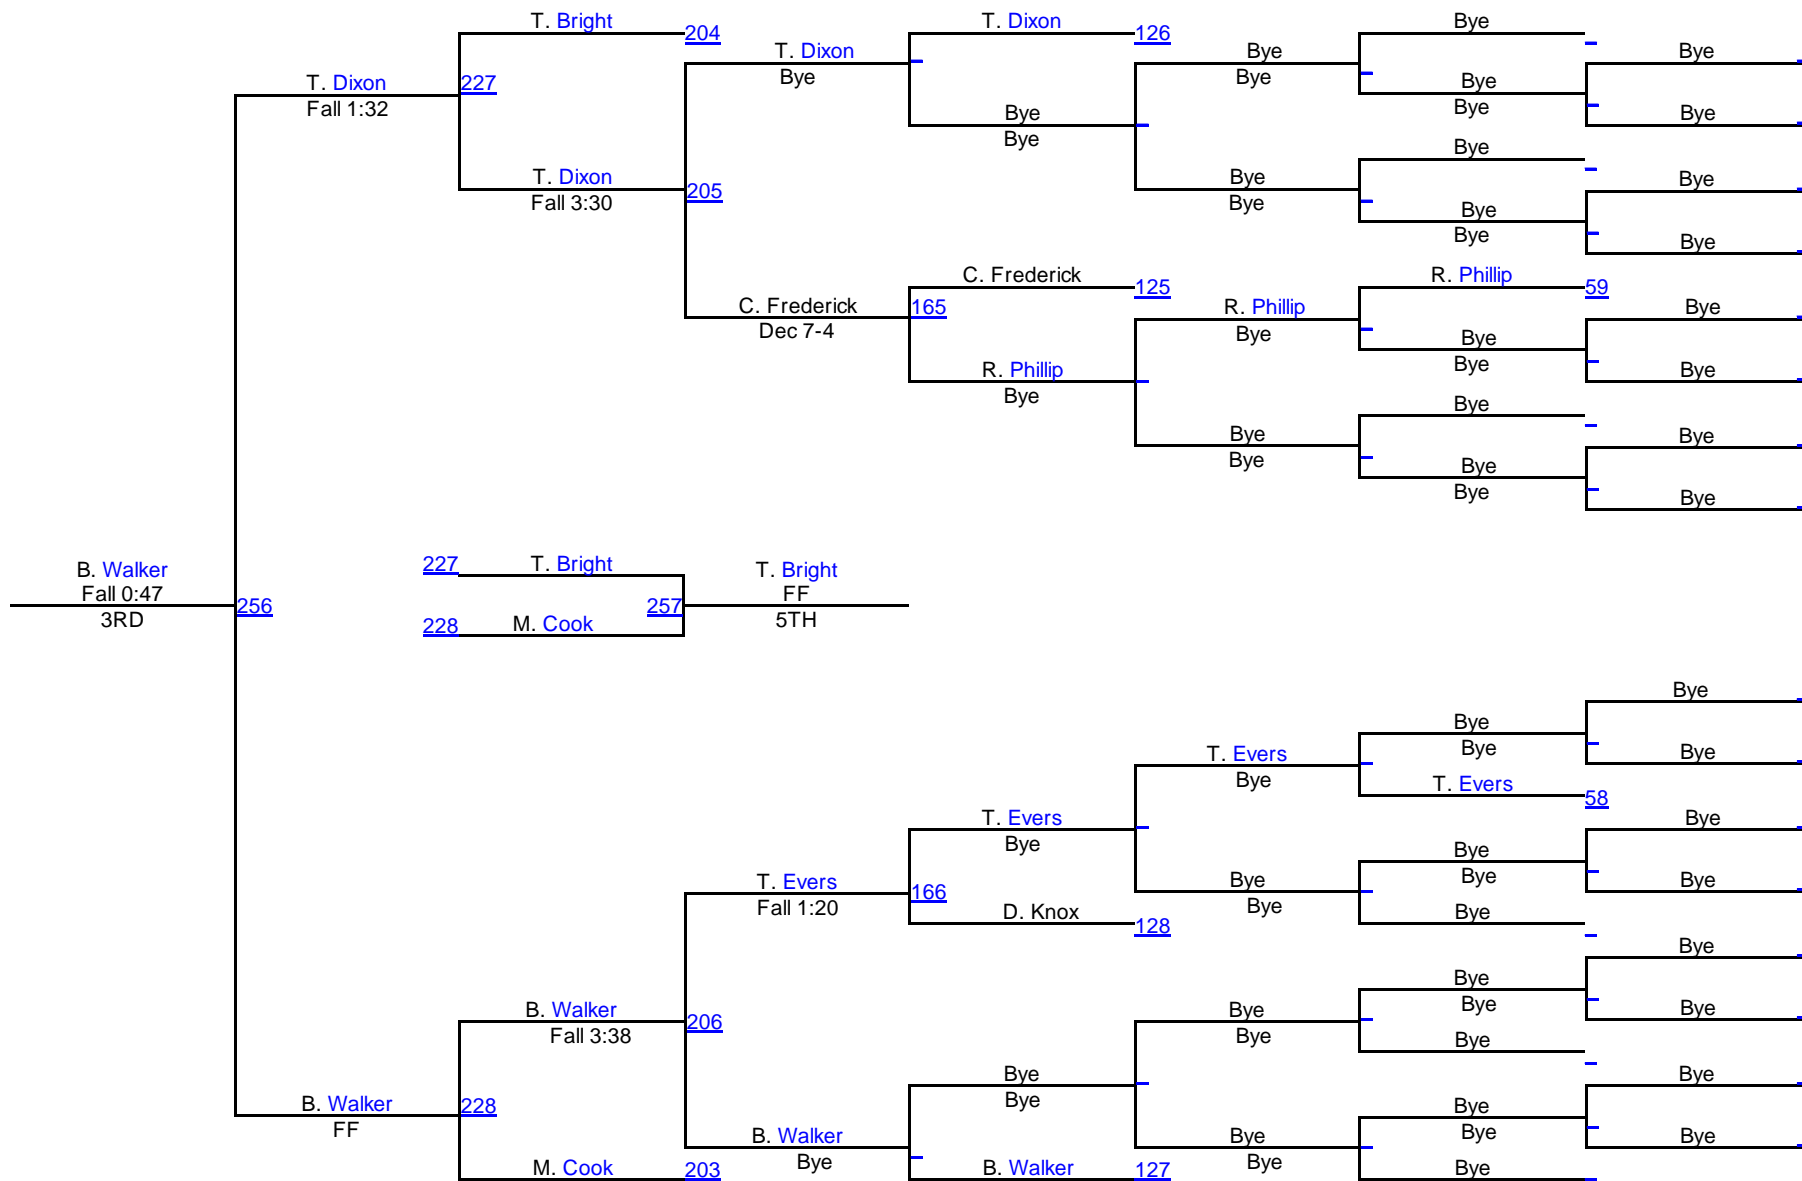 T. Bright
204
T. Dixon
126
Bye
T. Dixon
Bye
Bye
Bye
Bye
Bye
T. Dixon
Fall 1:32
227
Bye
Bye
Bye
Bye
Bye
Bye
T. Dixon
Fall 3:30
205
Bye
Bye
Bye
Bye
Bye
Bye
C. Frederick
125
R. Phillip
59
C. Frederick
Dec 7-4
165
R. Phillip
Bye
Bye
Bye
Bye
R. Phillip
Bye
Bye
Bye
Bye
Bye
Bye
Bye
Bye
Bye
B. Walker
Fall 0:47
3RD
256
227
T. Bright
228
M. Cook
257
T. Bright
FF
5TH
Bye
Bye
Bye
Bye
T. Evers
Bye
T. Evers
58
T. Evers
Bye
Bye
Bye
Bye
Bye
T. Evers
Fall 1:20
166
Bye
Bye
D. Knox
128
Bye
Bye
B. Walker
Fall 3:38
206
Bye
Bye
Bye
Bye
Bye
Bye
Bye
Bye
Bye
B. Walker
FF
228
Bye
Bye
B. Walker
Bye
Bye
Bye
Bye
M. Cook
203
B. Walker
127
Bye